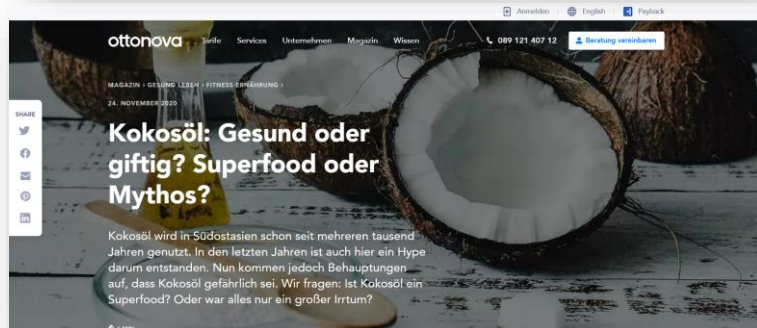 Anmelden English Payback
ottonova Tarife Services Unternehmen Magazin Wissen 089 121 407 12 Beratung vereinbaren
MAGAZIN › GESUND LEBEN › FITNESS ERNÄHRUNG ›
24. NOVEMBER 2020
SHARE
Kokosöl: Gesund oder
giftig? Superfood oder
Mythos?
Kokosöl wird in Südostasien schon seit mehreren tausend
Jahren genutzt. In den letzten Jahren ist auch hier ein Hype
darum entstanden. Nun kommen jedoch Behauptungen
auf, dass Kokosöl gefährlich sei. Wir fragen: Ist Kokosöl ein
Superfood? Oder war alles nur ein großer Irrtum?